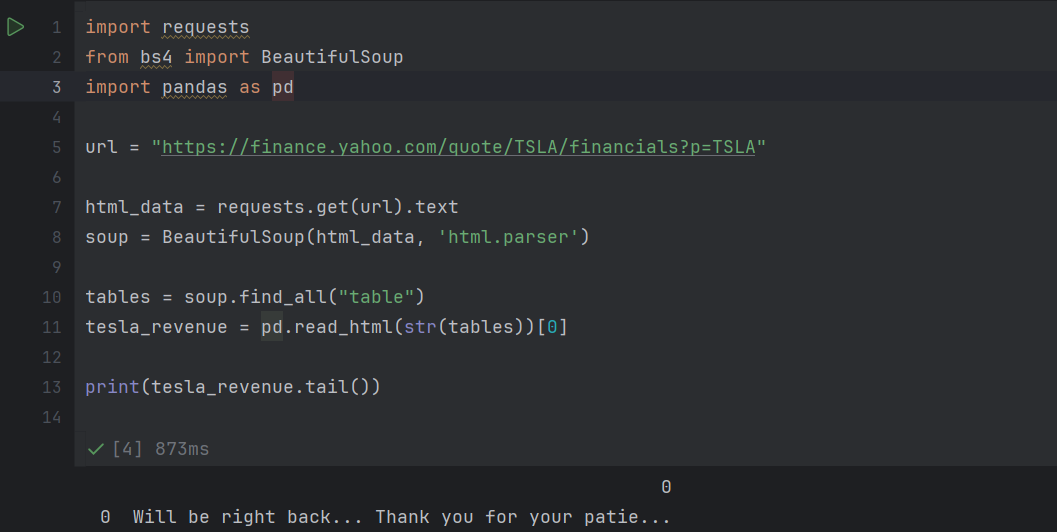 1 import requests
2 from bs4 import BeautifulSoup
3 import pandas as pd
4
5 url = "https://finance.yahoo.com/quote/TSLA/financials?p=TSLA"
6
7 html_data = requests.get(url).text
8 soup = BeautifulSoup(html_data, 'html.parser')
9
10 tables = soup.find_all("table")
11 tesla_revenue = pd.read_html(str(tables))[0]
12
13 print(tesla_revenue.tail())
14
[4] 873ms
0
0 Will be right back... Thank you for your patie...